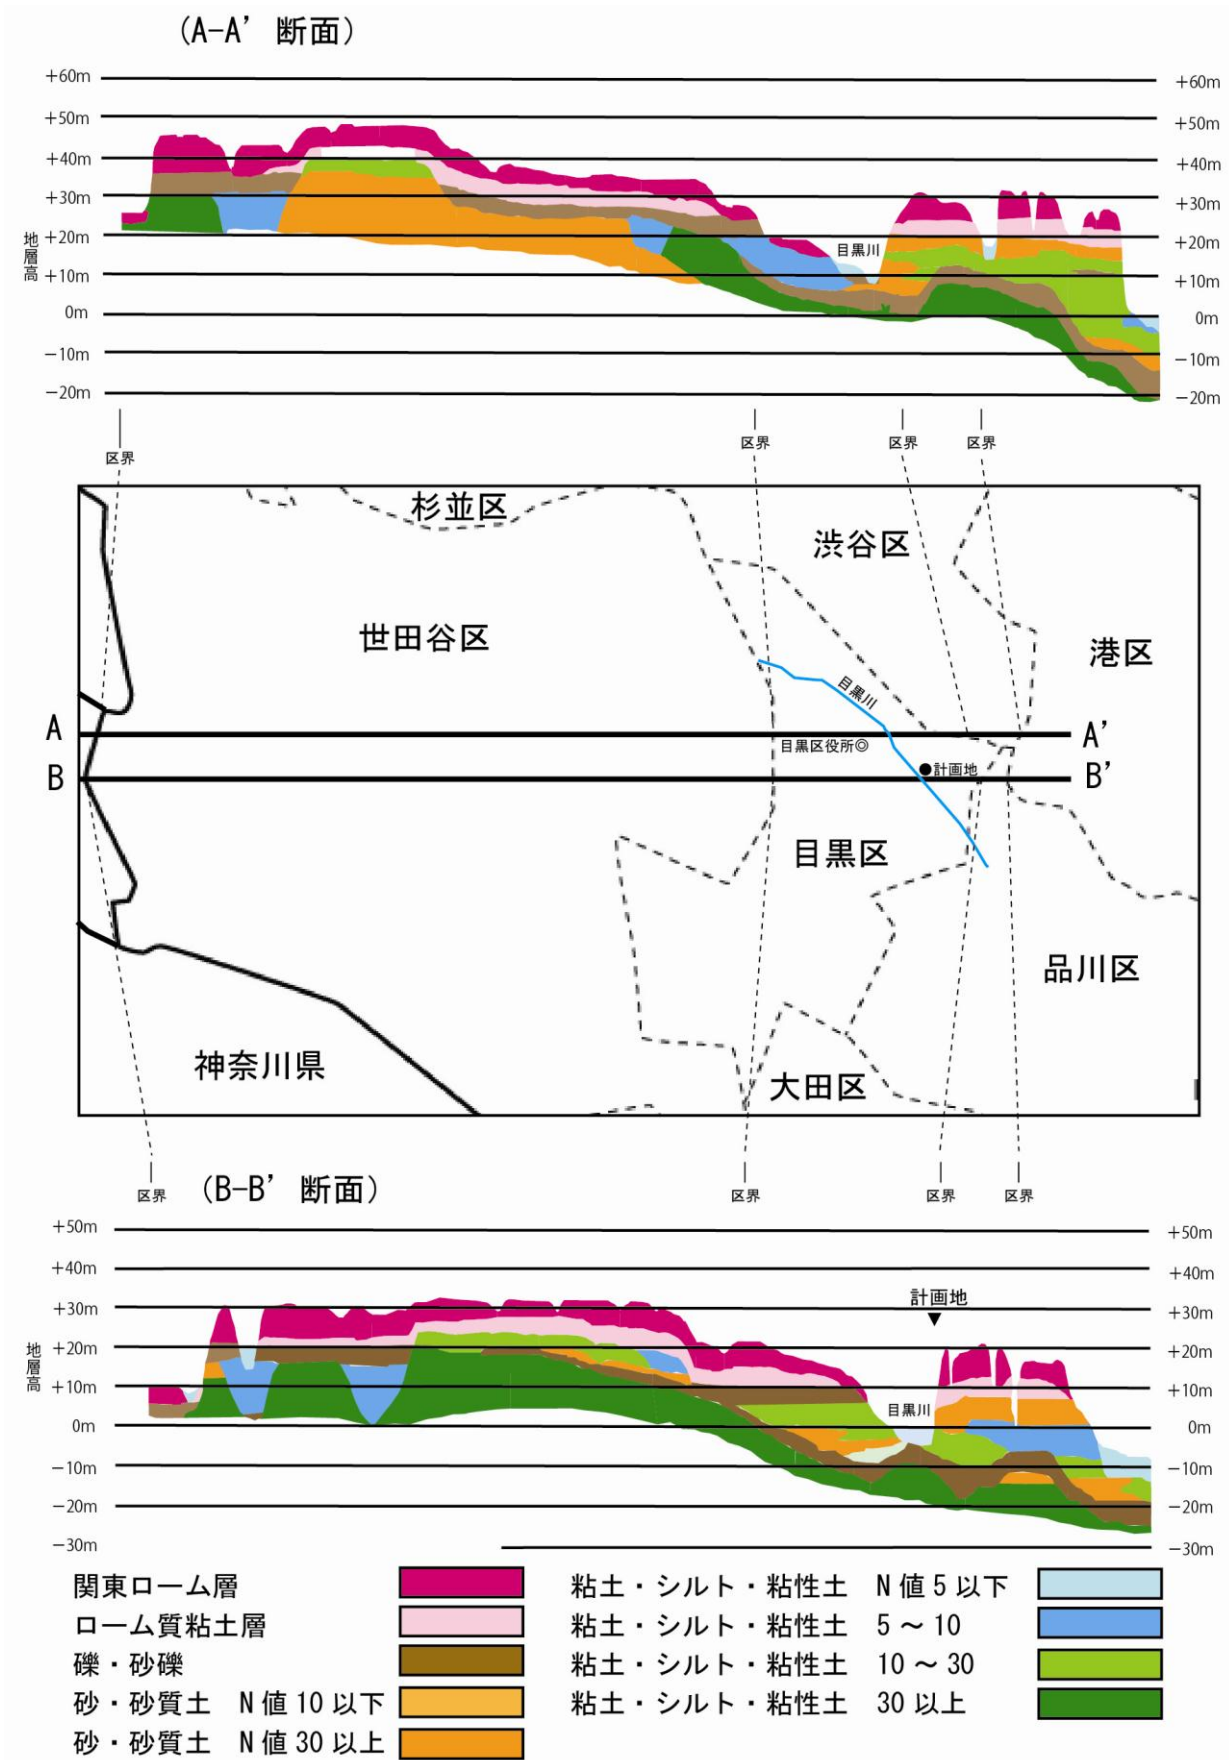 (A-A’ 断面)
+60m
+60m
+50m
+50m
+40m
+40m
+30m
+30m
+20m
+20m
目黒川
+10m
+10m
0m
0m
-10m
-10m
-20m
-20m
地層高
区界
区界
区界
区界
杉並区
渋谷区
世田谷区
港区
目黒川
A
A’
目黒区役所◎
●計画地
B
B’
目黒区
品川区
神奈川県
大田区
区界
区界
区界
区界
(B-B’ 断面)
+50m
+50m
+40m
+40m
計画地
▼
+30m
+30m
+20m
+20m
地層高
+10m
+10m
目黒川
0m
0m
-10m
-10m
-20m
-20m
-30m
-30m
関東ローム層
ローム質粘土層
礫・砂礫
砂・砂質土 N値10以下
砂・砂質土 N値30以上
粘土・シルト・粘性土 N値5以下
粘土・シルト・粘性土 5～10
粘土・シルト・粘性土 10～30
粘土・シルト・粘性土 30以上